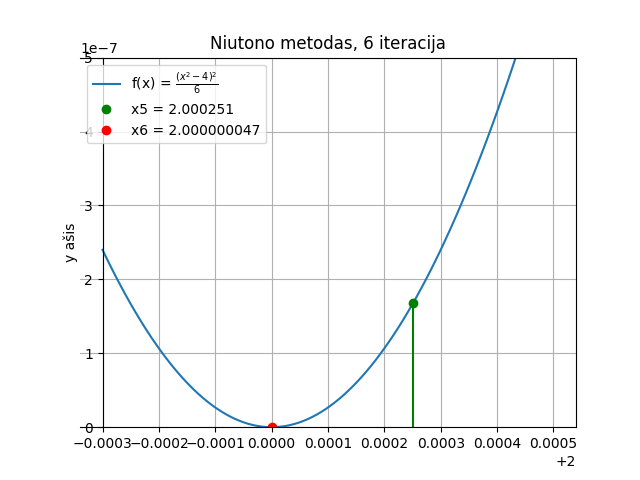 Niutono metodas, 6 iteracija
1e−7
f(x) = \frac{(x^2−4)^2}{6}
x5 = 2.000251
x6 = 2.000000047
y ašis
5
4
3
2
1
0
−0.0003 −0.0002 −0.0001 0.0000 0.0001 0.0002 0.0003 0.0004 0.0005
+2